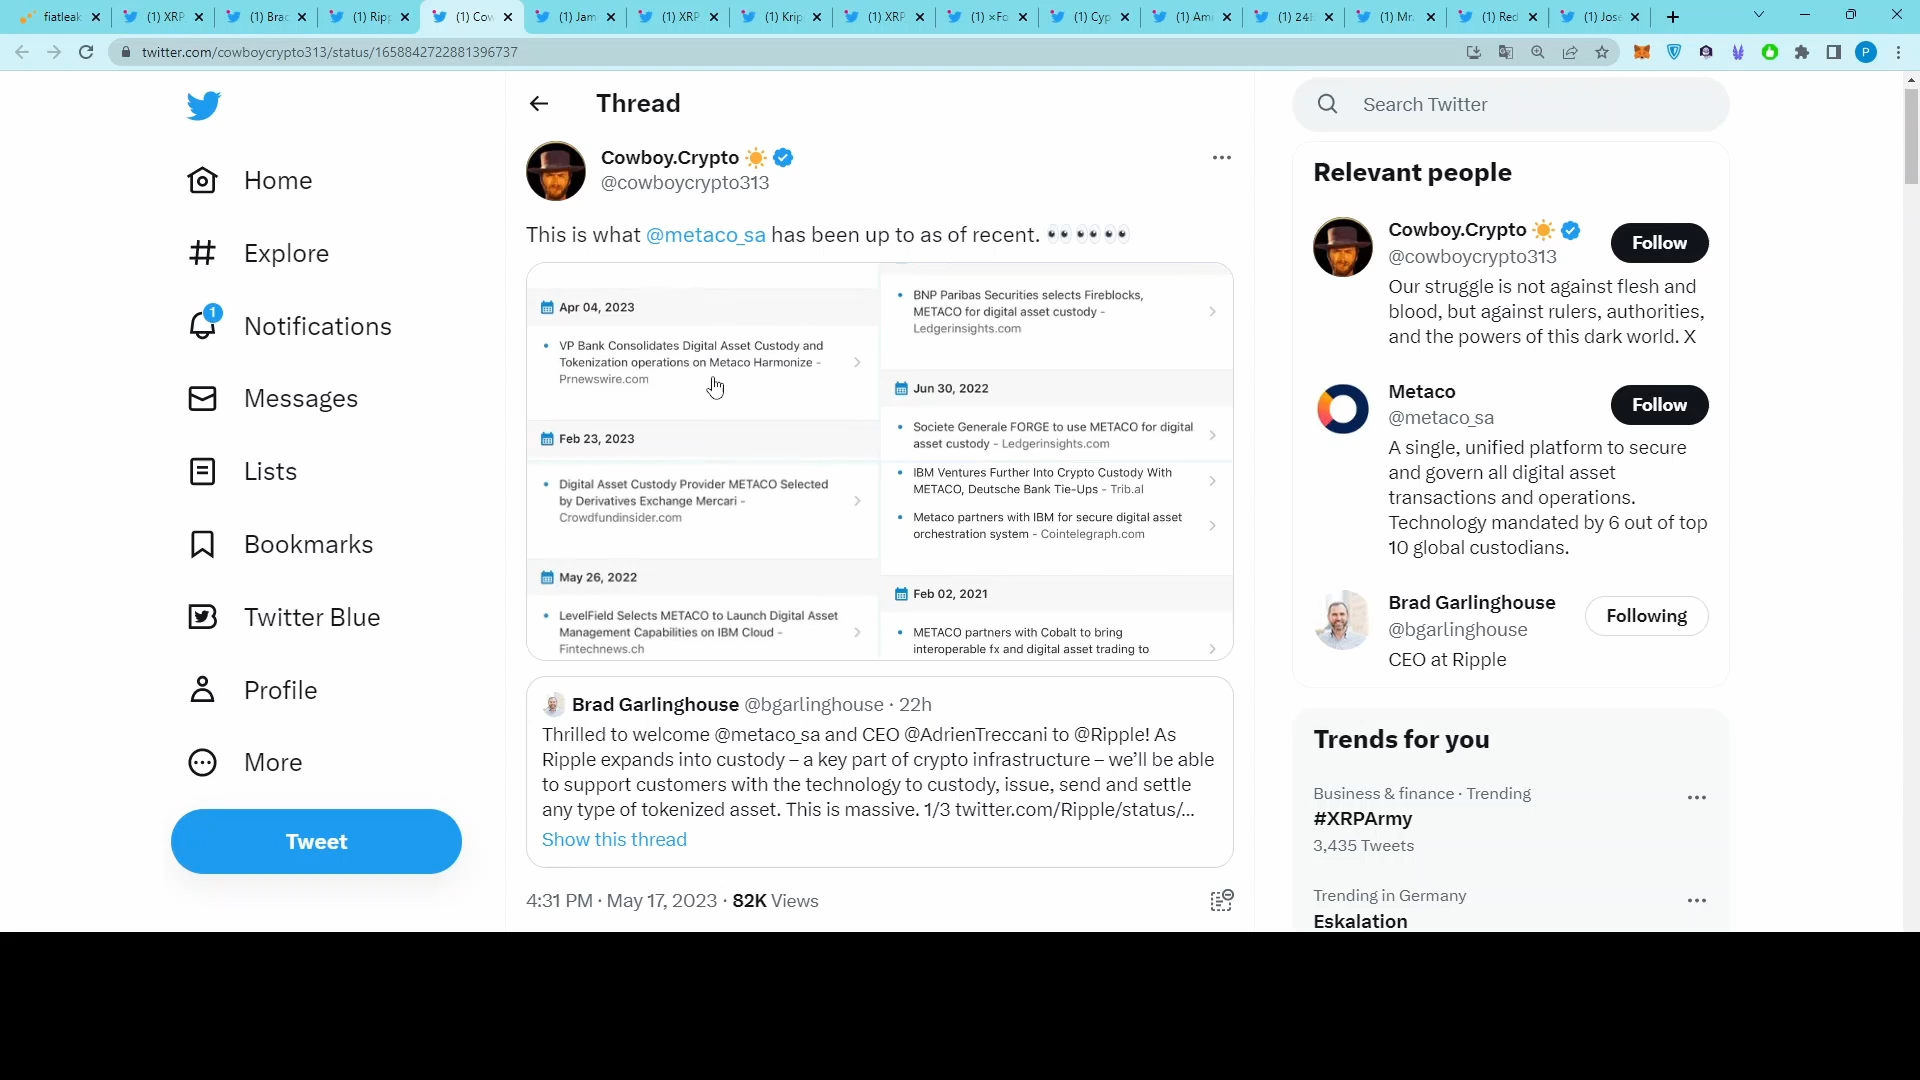 fiatleak
(1) XRP
(1) Brad
(1) Ripp
(1) Cow
(1) Jam
(1) XRP
(1) Krip
(1) XRP
(1) ×Fo
(1) Cyp
(1) Ami
(1) 24
(1) Mr.
(1) Red
(1) Jose
twitter.com/cowboycrypto313/status/1658842722881396737
P
Home
Explore
1
Notifications
Messages
Lists
Bookmarks
Twitter Blue
Profile
More
Tweet
Thread
Cowboy.Crypto
@cowboycrypto313
This is what @metaco_sa has been up to as of recent. 👀 👀 👀
Apr 04, 2023
• VP Bank Consolidates Digital Asset Custody and
Tokenization operations on Metaco Harmonize -
Prnewswire.com
Feb 23, 2023
• Digital Asset Custody Provider METACO Selected
by Derivatives Exchange Mercari -
Crowdfundinsider.com
May 26, 2022
• LevelField Selects METACO to Launch Digital Asset
Management Capabilities on IBM Cloud -
Fintechnews.ch
• BNP Paribas Securities selects Fireblocks,
METACO for digital asset custody -
Ledgerinsights.com
Jun 30, 2022
• Societe Generale FORGE to use METACO for digital
asset custody - Ledgerinsights.com
• IBM Ventures Further Into Crypto Custody With
METACO, Deutsche Bank Tie-Ups - Trib.al
• Metaco partners with IBM for secure digital asset
orchestration system - Cointelegraph.com
Feb 02, 2021
• METACO partners with Cobalt to bring
interoperable fx and digital asset trading to
Brad Garlinghouse @bgarlinghouse · 22h
Thrilled to welcome @metaco_sa and CEO @AdrienTreccani to @Ripple! As
Ripple expands into custody – a key part of crypto infrastructure – we'll be able
to support customers with the technology to custody, issue, send and settle
any type of tokenized asset. This is massive. 1/3 twitter.com/Ripple/status/...
Show this thread
4:31 PM · May 17, 2023 · 82K Views
Search Twitter
Relevant people
Cowboy.Crypto
@cowboycrypto313
Follow
Our struggle is not against flesh and
blood, but against rulers, authorities,
and the powers of this dark world. X
Metaco
@metaco_sa
Follow
A single, unified platform to secure
and govern all digital asset
transactions and operations.
Technology mandated by 6 out of top
10 global custodians.
Brad Garlinghouse
@bgarlinghouse
Following
CEO at Ripple
Trends for you
Business & finance · Trending
#XRPArmy
3,435 Tweets
Trending in Germany
Eskalation